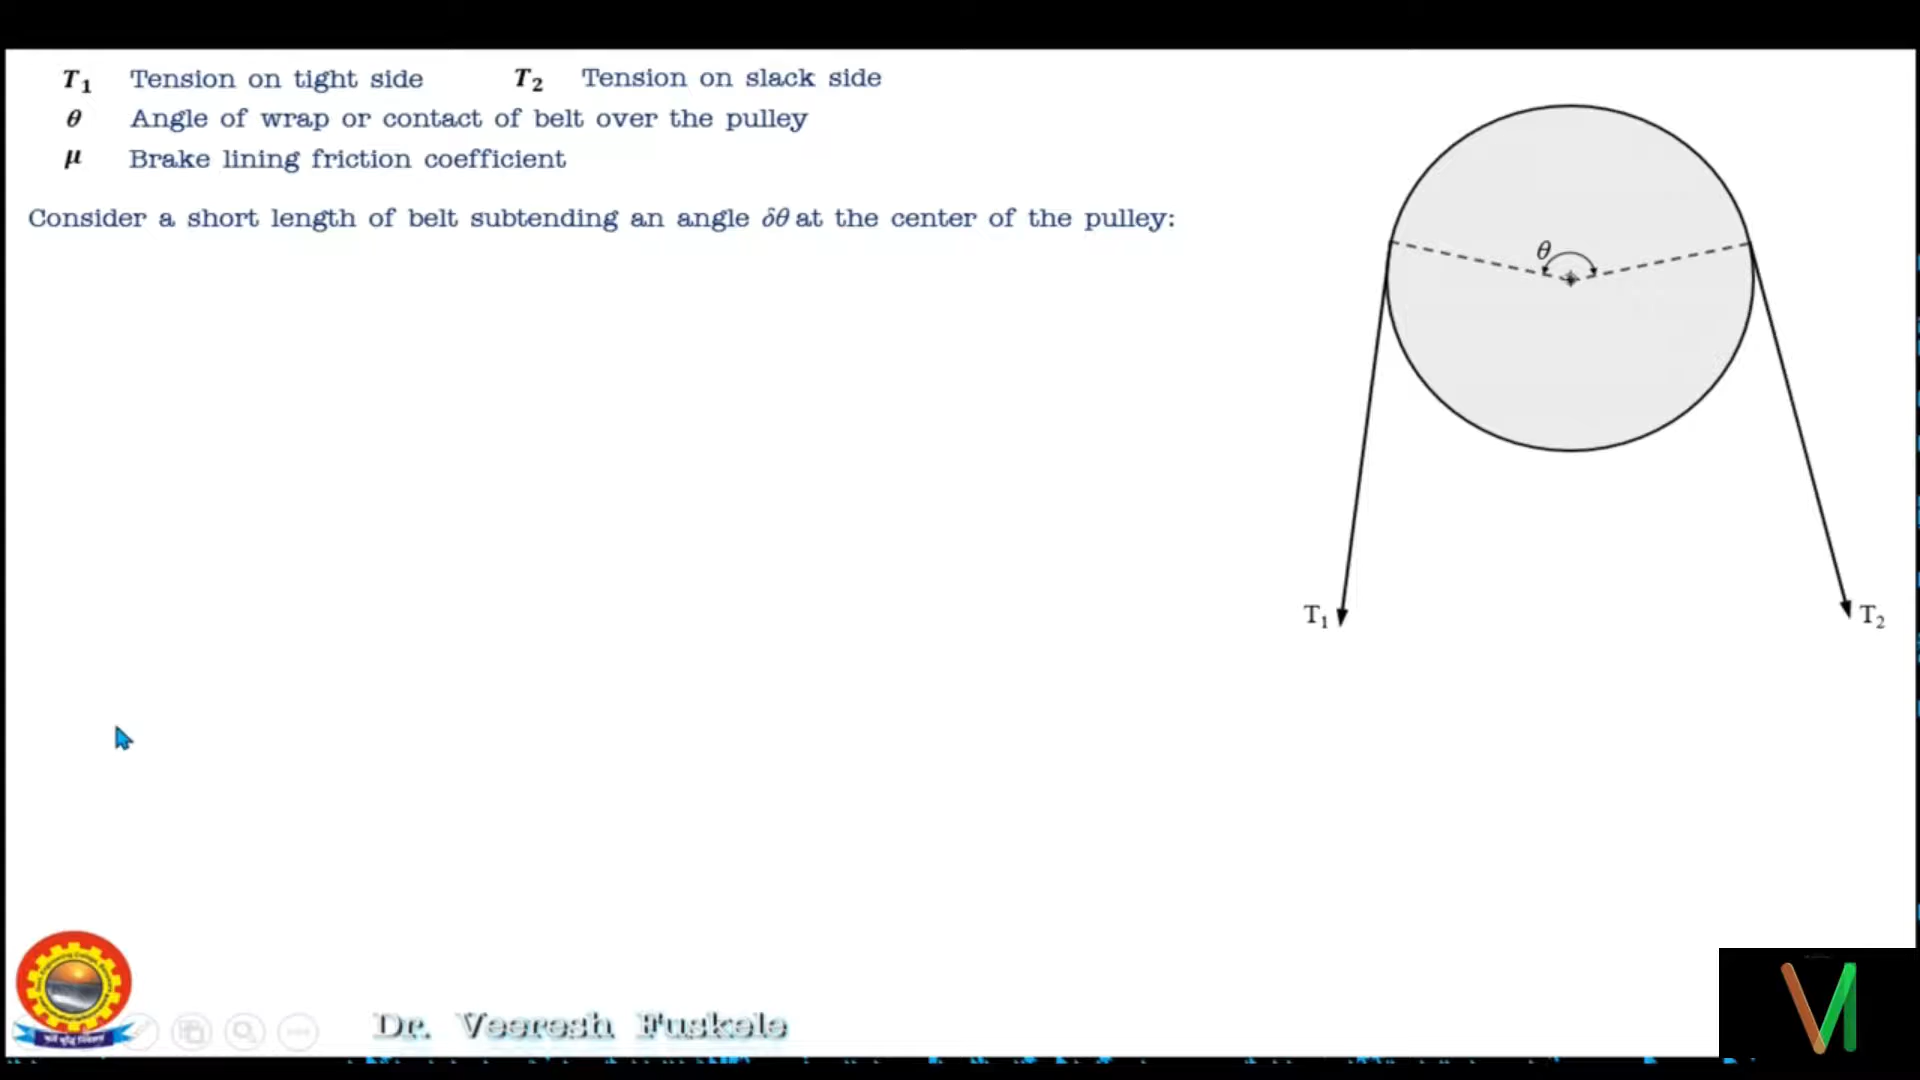 T₁ Tension on tight side T₂ Tension on slack side
θ Angle of wrap or contact of belt over the pulley
μ Brake lining friction coefficient
Consider a short length of belt subtending an angle δθ at the center of the pulley:
θ
T₁
T₂
Dr. Veeresh Fuskele